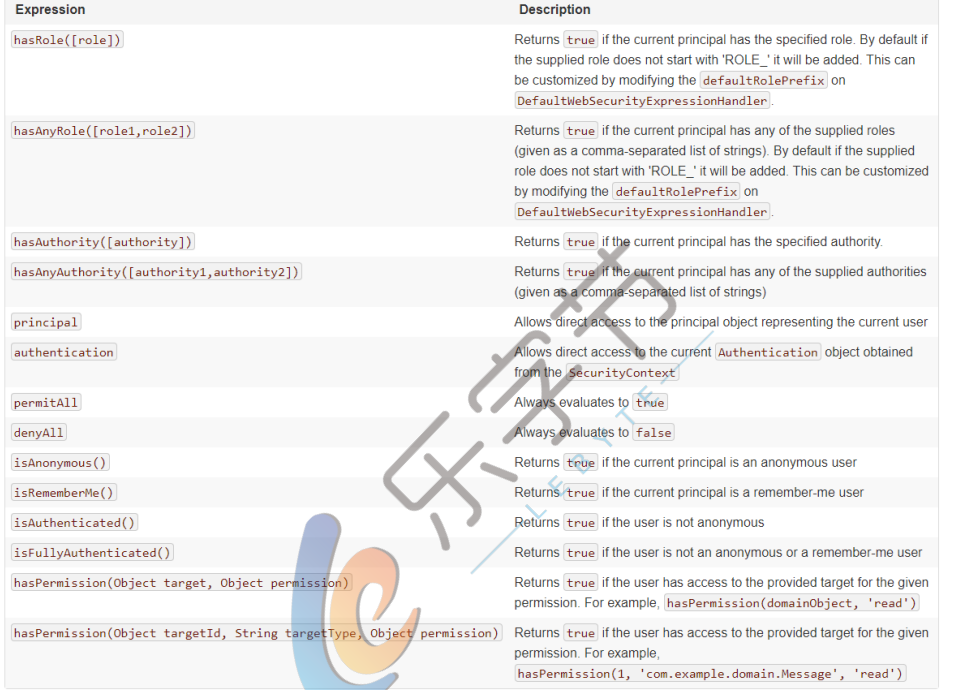 Expression Description
hasRole([role]) Returns true if the current principal has the specified role. By default if
the supplied role does not start with 'ROLE_' it will be added. This can
be customized by modifying the defaultRolePrefix on
DefaultWebSecurityExpressionHandler.
hasAnyRole([role1,role2]) Returns true if the current principal has any of the supplied roles
(given as a comma-separated list of strings). By default if the supplied
role does not start with 'ROLE_' it will be added. This can be customized
by modifying the defaultRolePrefix on
DefaultWebSecurityExpressionHandler.
hasAuthority([authority]) Returns true if the current principal has the specified authority.
hasAnyAuthority([authority1,authority2]) Returns true if the current principal has any of the supplied authorities
(given as a comma-separated list of strings)
principal Allows direct access to the principal object representing the current user
authentication Allows direct access to the current Authentication object obtained
from the SecurityContext
permitAll Always evaluates to true
denyAll Always evaluates to false
isAnonymous() Returns true if the current principal is an anonymous user
isRememberMe() Returns true if the current principal is a remember-me user
isAuthenticated() Returns true if the user is not anonymous
isFullyAuthenticated() Returns true if the user is not an anonymous or a remember-me user
hasPermission(Object target, Object permission) Returns true if the user has access to the provided target for the given
permission. For example, hasPermission(domainObject, 'read')
hasPermission(Object targetId, String targetType, Object permission) Returns true if the user has access to the provided target for the given
permission. For example,
hasPermission(1, 'com.example.domain.Message', 'read')
乐字节
LEBYTE